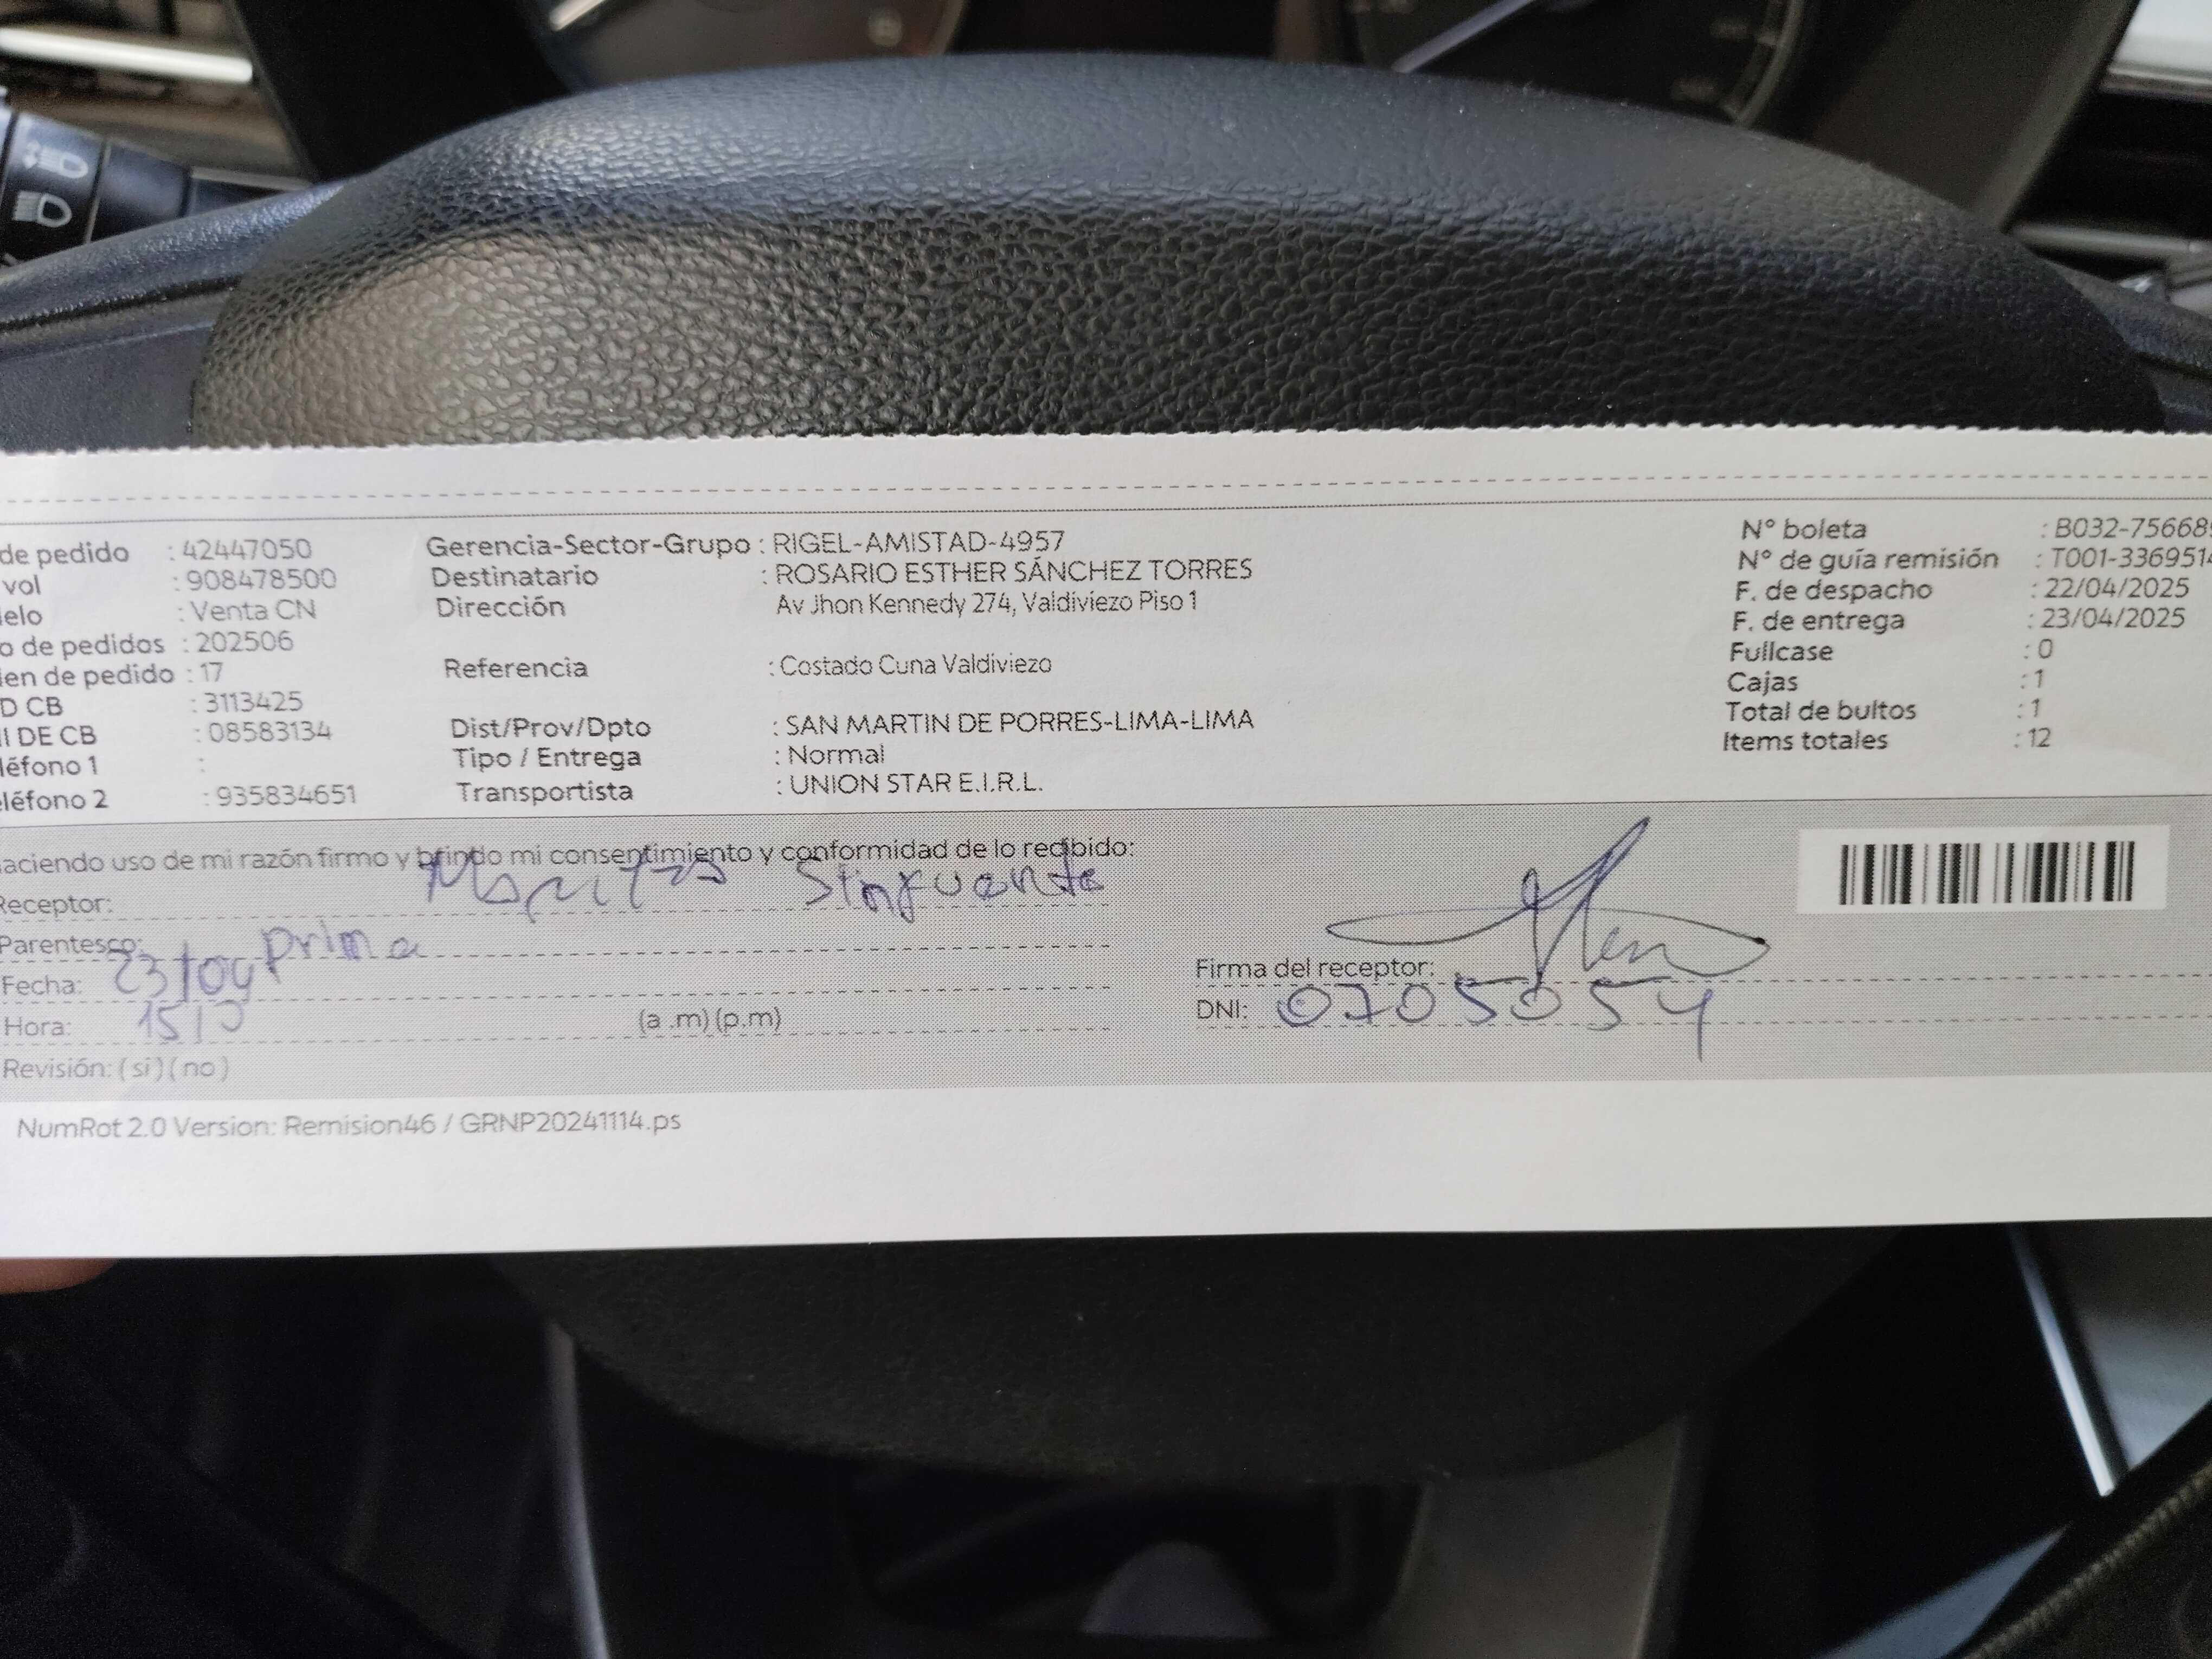 de pedido : 42447050
vol : 908478500
elo : Venta CN
o de pedidos : 202506
en de pedido : 17
D CB : 3113425
I DE CB : 08583134
léfono 1 :
léfono 2 : 935834651
Gerencia-Sector-Grupo : RIGEL-AMISTAD-4957
Destinatario : ROSARIO ESTHER SÁNCHEZ TORRES
Dirección Av Jhon Kennedy 274, Valdiviezo Piso 1
Referencia : Costado Cuna Valdiviezo
Dist/Prov/Dpto : SAN MARTIN DE PORRES-LIMA-LIMA
Tipo / Entrega : Normal
Transportista : UNION STAR E.I.R.L.
N° boleta : B032-75668
N° de guía remisión : T001-3369514
F. de despacho : 22/04/2025
F. de entrega : 23/04/2025
Fullcase : 0
Cajas : 1
Total de bultos : 1
Items totales : 12
aciendo uso de mi razón firmo y brindo mi consentimiento y conformidad de lo recibido:
Receptor:
Parentesco: prima
Fecha: 23/04
Hora: (a .m) (p.m)
Revisión: ( si ) ( no )
Firma del receptor:
DNI: 0705054
NumRot 2.0 Version: Remision46 / GRNP20241114.ps